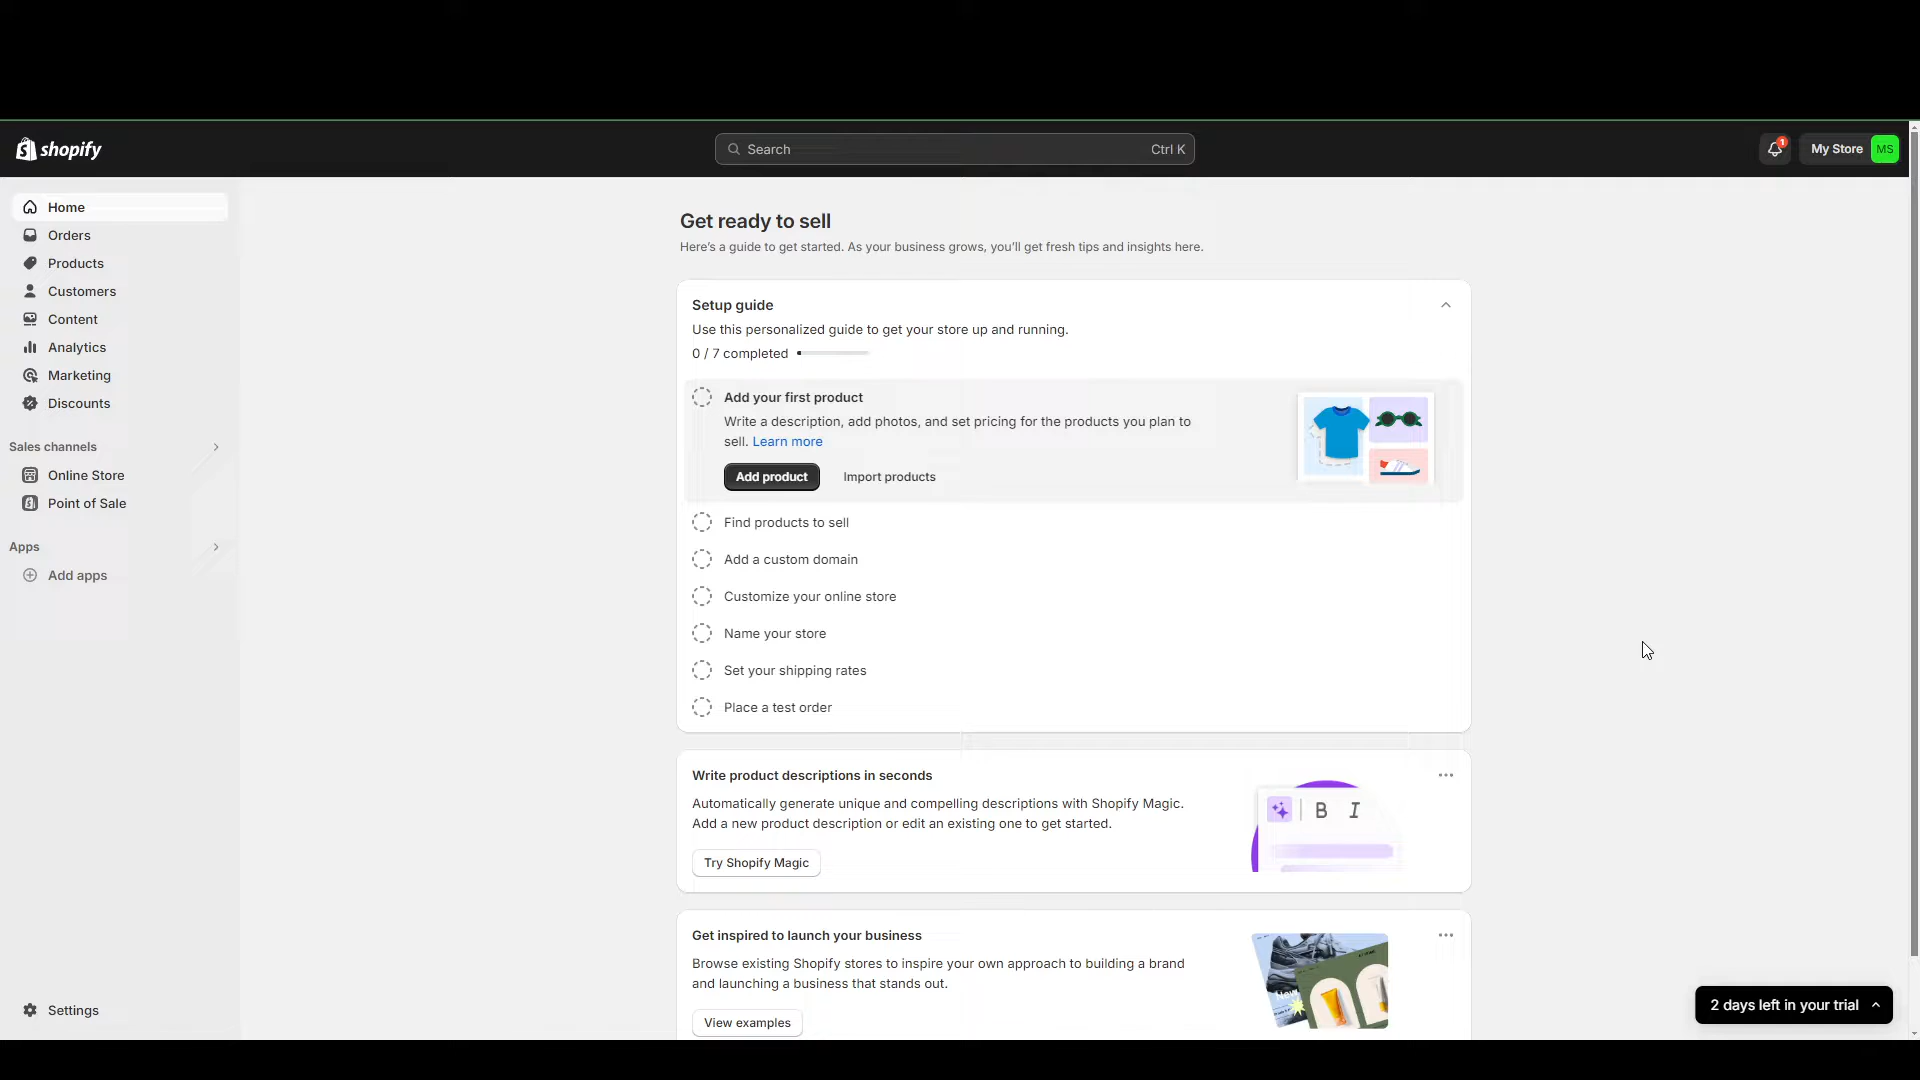 shopify
Search Ctrl K
1
My Store MS
Home
Orders
Products
Customers
Content
Analytics
Marketing
Discounts
Sales channels
Online Store
Point of Sale
Apps
Add apps
Settings
Get ready to sell
Here's a guide to get started. As your business grows, you'll get fresh tips and insights here.
Setup guide
Use this personalized guide to get your store up and running.
0 / 7 completed
Add your first product
Write a description, add photos, and set pricing for the products you plan to
sell. Learn more
Add product Import products
Find products to sell
Add a custom domain
Customize your online store
Name your store
Set your shipping rates
Place a test order
Write product descriptions in seconds
Automatically generate unique and compelling descriptions with Shopify Magic.
Add a new product description or edit an existing one to get started.
Try Shopify Magic
B I
Get inspired to launch your business
Browse existing Shopify stores to inspire your own approach to building a brand
and launching a business that stands out.
View examples
New
2 days left in your trial